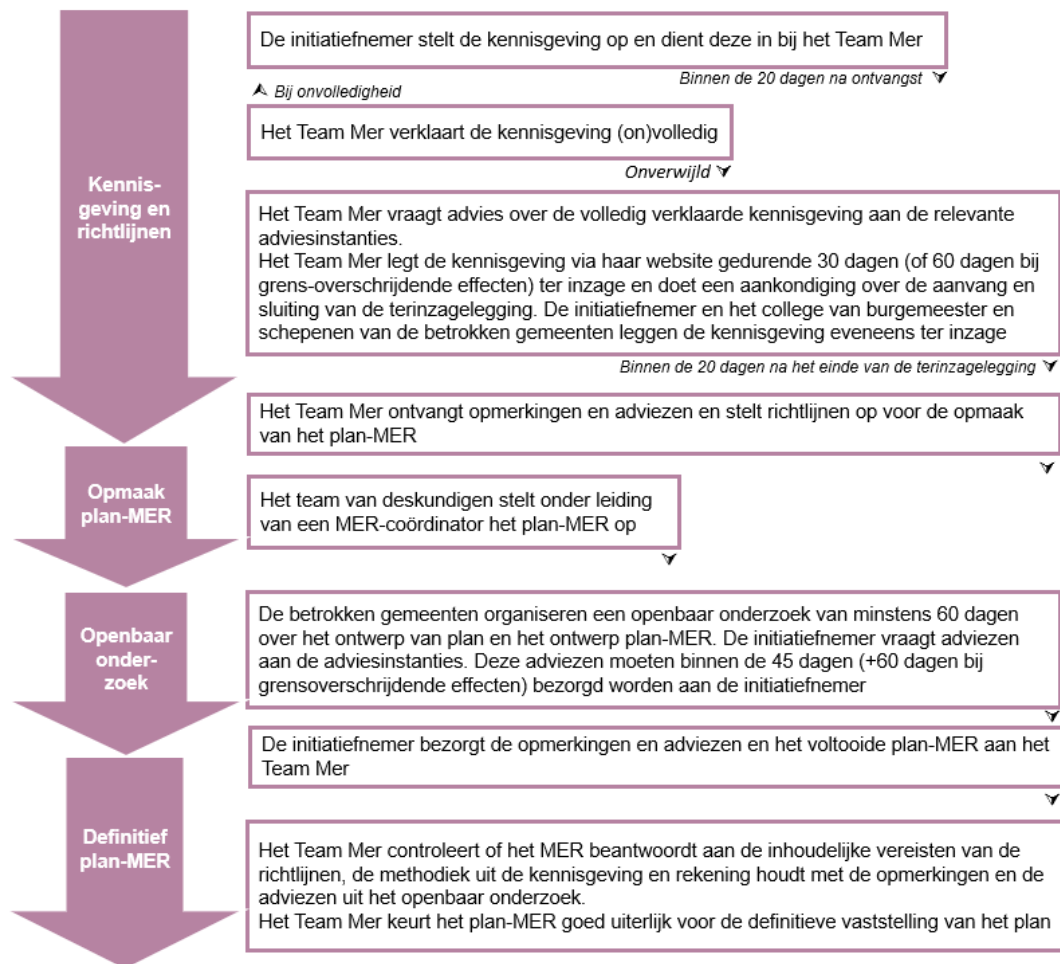 De initiatiefnemer stelt de kennisgeving op en dient deze in bij het Team Mer
Binnen de 20 dagen na ontvangst
Bij onvolledigheid
Het Team Mer verklaart de kennisgeving (on)volledig
Onverwijld
Kennis-
geving en
richtlijnen
Het Team Mer vraagt advies over de volledig verklaarde kennisgeving aan de relevante
adviesinstanties.
Het Team Mer legt de kennisgeving via haar website gedurende 30 dagen (of 60 dagen bij
grens-overschrijdende effecten) ter inzage en doet een aankondiging over de aanvang en
sluiting van de terinzagelegging. De initiatiefnemer en het college van burgemeester en
schepenen van de betrokken gemeenten leggen de kennisgeving eveneens ter inzage
Binnen de 20 dagen na het einde van de terinzagelegging
Het Team Mer ontvangt opmerkingen en adviezen en stelt richtlijnen op voor de opmaak
van het plan-MER
Opmaak
plan-MER
Het team van deskundigen stelt onder leiding
van een MER-coördinator het plan-MER op
Openbaar
onder-
zoek
De betrokken gemeenten organiseren een openbaar onderzoek van minstens 60 dagen
over het ontwerp van plan en het ontwerp plan-MER. De initiatiefnemer vraagt adviezen
aan de adviesinstanties. Deze adviezen moeten binnen de 45 dagen (+60 dagen bij
grensoverschrijdende effecten) bezorgd worden aan de initiatiefnemer
De initiatiefnemer bezorgt de opmerkingen en adviezen en het voltooide plan-MER aan het
Team Mer
Definitief
plan-MER
Het Team Mer controleert of het MER beantwoordt aan de inhoudelijke vereisten van de
richtlijnen, de methodiek uit de kennisgeving en rekening houdt met de opmerkingen en de
adviezen uit het openbaar onderzoek.
Het Team Mer keurt het plan-MER goed uiterlijk voor de definitieve vaststelling van het plan